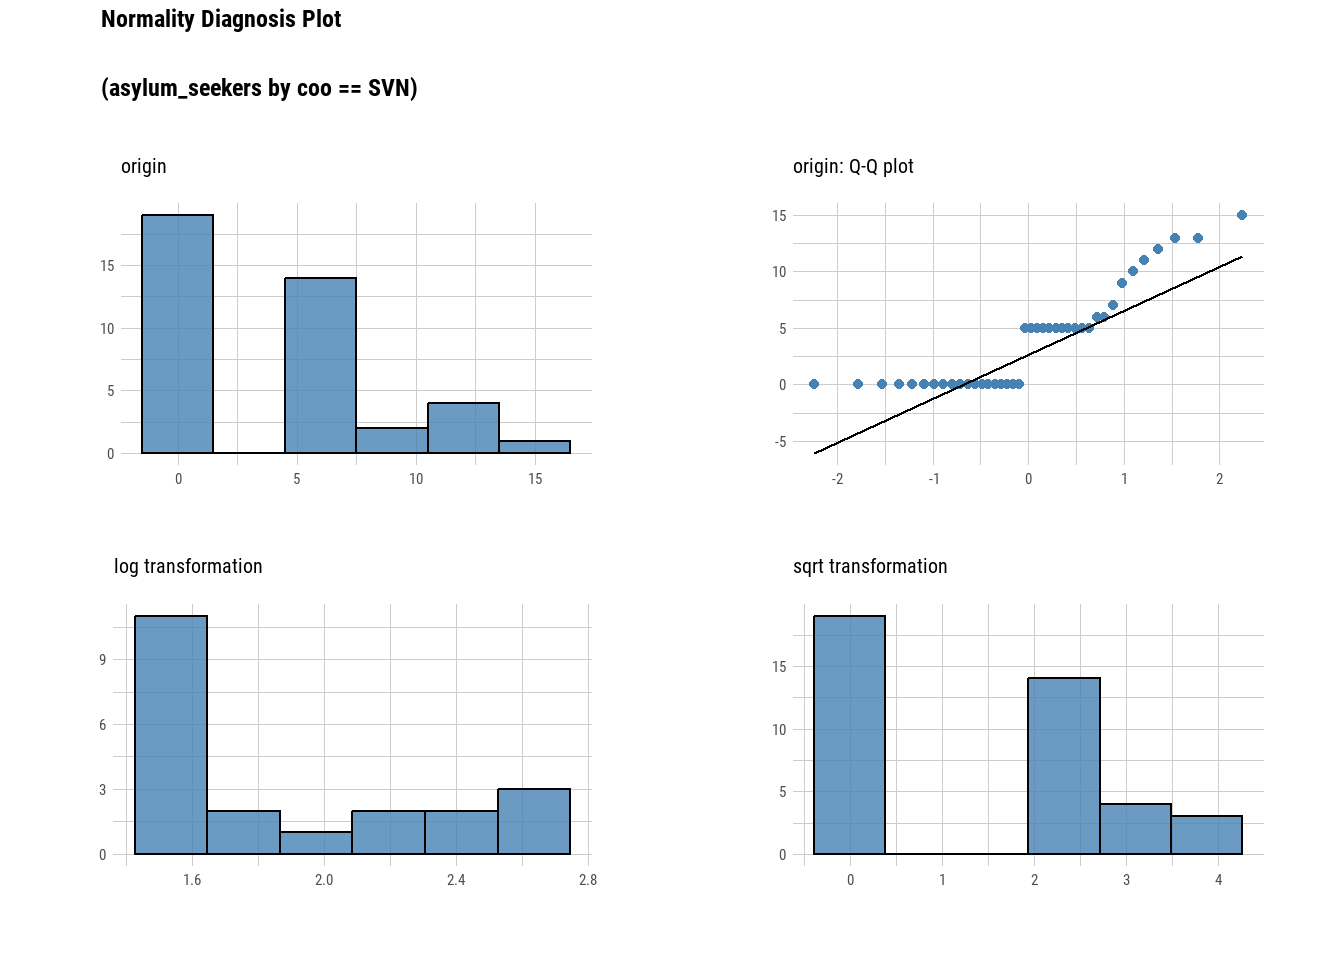 Normality Diagnosis Plot
(asylum_seekers by coo == SVN)
origin
15
10
5
0
0 5 10 15
origin: Q-Q plot
15
10
5
0
-5
-2 -1 0 1 2
log transformation
9
6
3
0
1.6 2.0 2.4 2.8
sqrt transformation
15
10
5
0
0 1 2 3 4